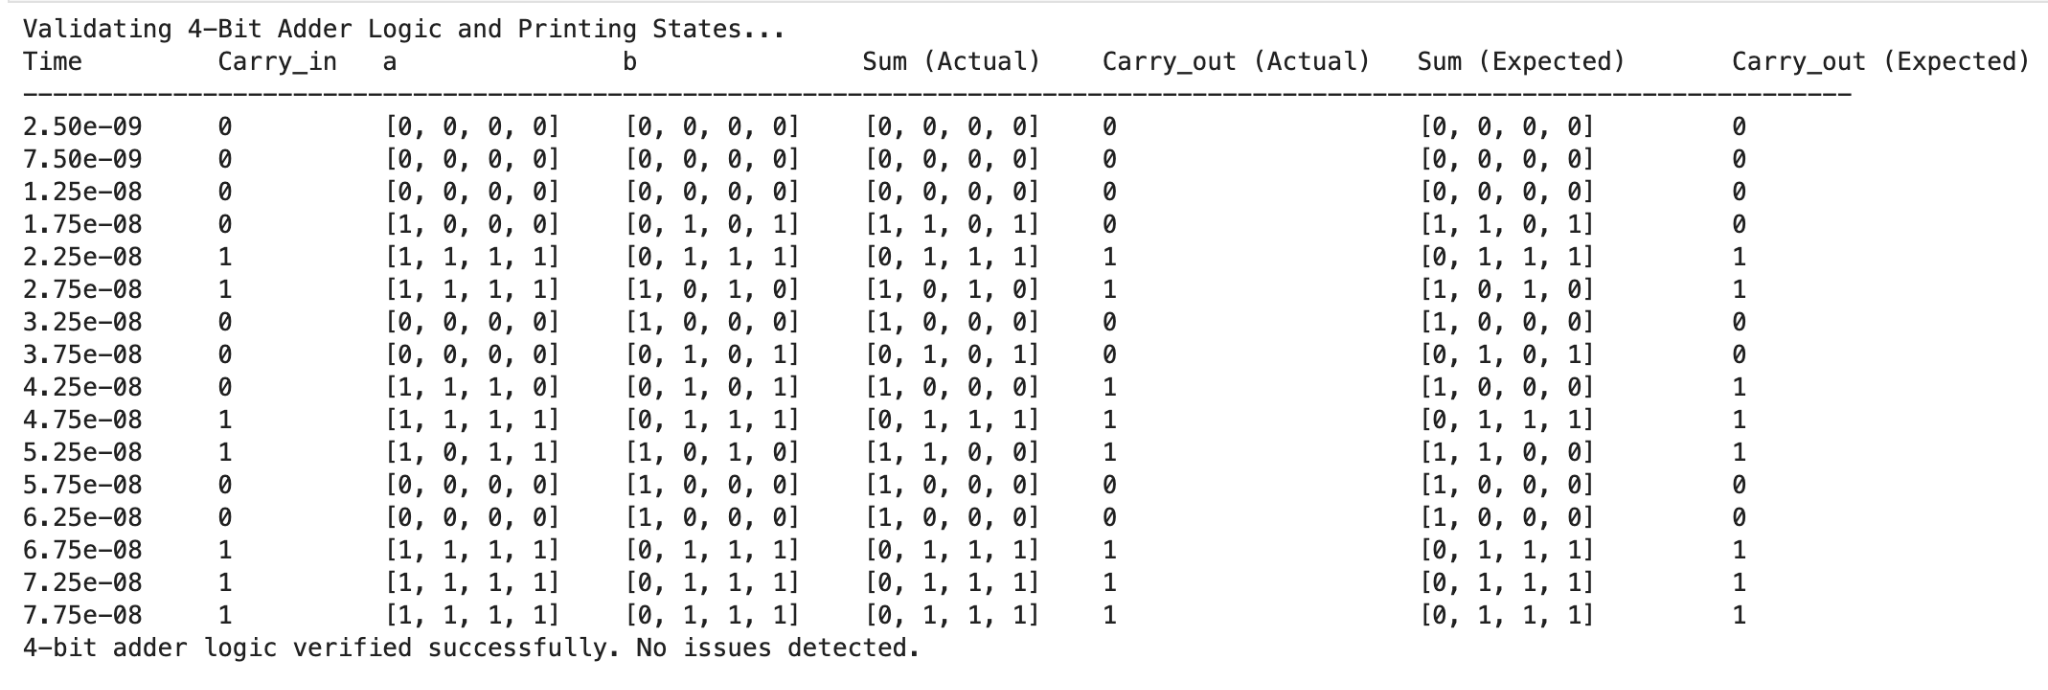 Validating 4-Bit Adder Logic and Printing States...
Time Carry_in a b Sum (Actual) Carry_out (Actual) Sum (Expected) Carry_out (Expected)
--------------------------------------------------------------------------------------------------------------------------
2.50e-09 0 [0, 0, 0, 0] [0, 0, 0, 0] [0, 0, 0, 0] 0 [0, 0, 0, 0] 0
7.50e-09 0 [0, 0, 0, 0] [0, 0, 0, 0] [0, 0, 0, 0] 0 [0, 0, 0, 0] 0
1.25e-08 0 [0, 0, 0, 0] [0, 0, 0, 0] [0, 0, 0, 0] 0 [0, 0, 0, 0] 0
1.75e-08 0 [1, 0, 0, 0] [0, 1, 0, 1] [1, 1, 0, 1] 0 [1, 1, 0, 1] 0
2.25e-08 1 [1, 1, 1, 1] [0, 1, 1, 1] [0, 1, 1, 1] 1 [0, 1, 1, 1] 1
2.75e-08 1 [1, 1, 1, 1] [1, 0, 1, 0] [1, 0, 1, 0] 1 [1, 0, 1, 0] 1
3.25e-08 0 [0, 0, 0, 0] [1, 0, 0, 0] [1, 0, 0, 0] 0 [1, 0, 0, 0] 0
3.75e-08 0 [0, 0, 0, 0] [0, 1, 0, 1] [0, 1, 0, 1] 0 [0, 1, 0, 1] 0
4.25e-08 0 [1, 1, 1, 0] [0, 1, 0, 1] [1, 0, 0, 0] 1 [1, 0, 0, 0] 1
4.75e-08 1 [1, 1, 1, 1] [0, 1, 1, 1] [0, 1, 1, 1] 1 [0, 1, 1, 1] 1
5.25e-08 1 [1, 0, 1, 1] [1, 0, 1, 0] [1, 1, 0, 0] 1 [1, 1, 0, 0] 1
5.75e-08 0 [0, 0, 0, 0] [1, 0, 0, 0] [1, 0, 0, 0] 0 [1, 0, 0, 0] 0
6.25e-08 0 [0, 0, 0, 0] [1, 0, 0, 0] [1, 0, 0, 0] 0 [1, 0, 0, 0] 0
6.75e-08 1 [1, 1, 1, 1] [0, 1, 1, 1] [0, 1, 1, 1] 1 [0, 1, 1, 1] 1
7.25e-08 1 [1, 1, 1, 1] [0, 1, 1, 1] [0, 1, 1, 1] 1 [0, 1, 1, 1] 1
7.75e-08 1 [1, 1, 1, 1] [0, 1, 1, 1] [0, 1, 1, 1] 1 [0, 1, 1, 1] 1
4-bit adder logic verified successfully. No issues detected.